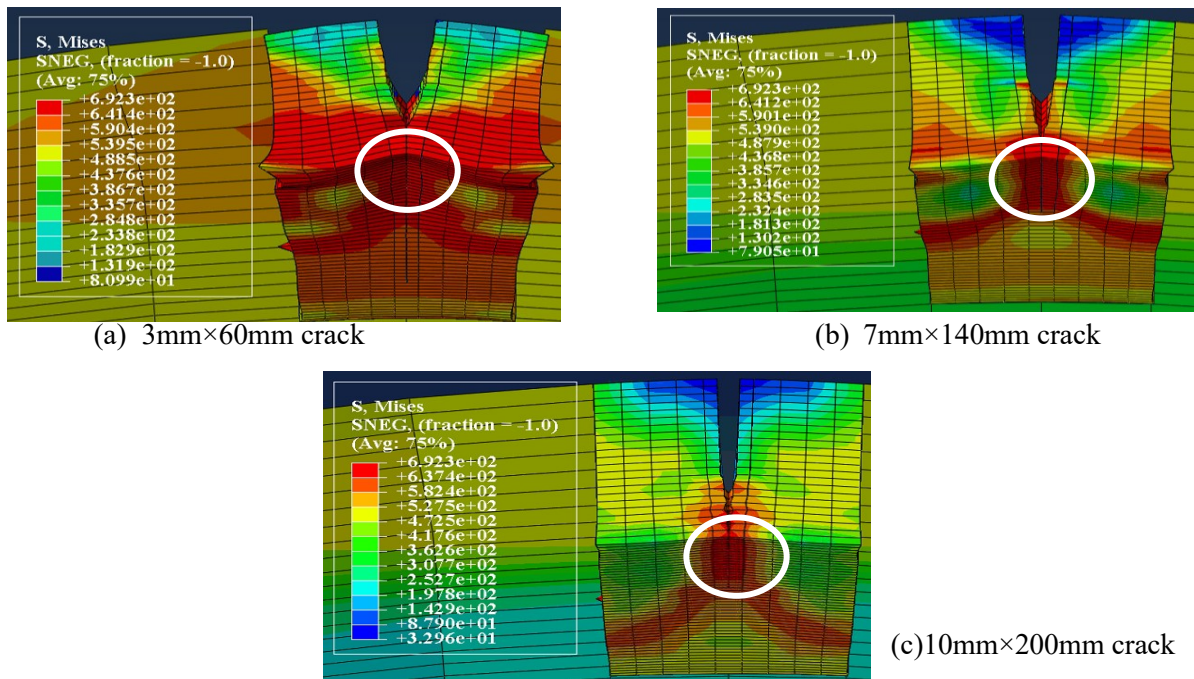 S, Mises
SNEG, (fraction = -1.0)
(Avg: 75%)
+6.923e+02
+6.414e+02
+5.904e+02
+5.395e+02
+4.885e+02
+4.376e+02
+3.867e+02
+3.357e+02
+2.848e+02
+2.338e+02
+1.829e+02
+1.319e+02
+8.099e+01
(a) 3mm×60mm crack
S, Mises
SNEG, (fraction = -1.0)
(Avg: 75%)
+6.923e+02
+6.412e+02
+5.901e+02
+5.390e+02
+4.879e+02
+4.368e+02
+3.857e+02
+3.346e+02
+2.835e+02
+2.324e+02
+1.813e+02
+1.302e+02
+7.905e+01
(b) 7mm×140mm crack
S, Mises
SNEG, (fraction = -1.0)
(Avg: 75%)
+6.923e+02
+6.374e+02
+5.824e+02
+5.275e+02
+4.725e+02
+4.176e+02
+3.626e+02
+3.077e+02
+2.527e+02
+1.978e+02
+1.429e+02
+8.790e+01
+3.296e+01
(c)10mm×200mm crack